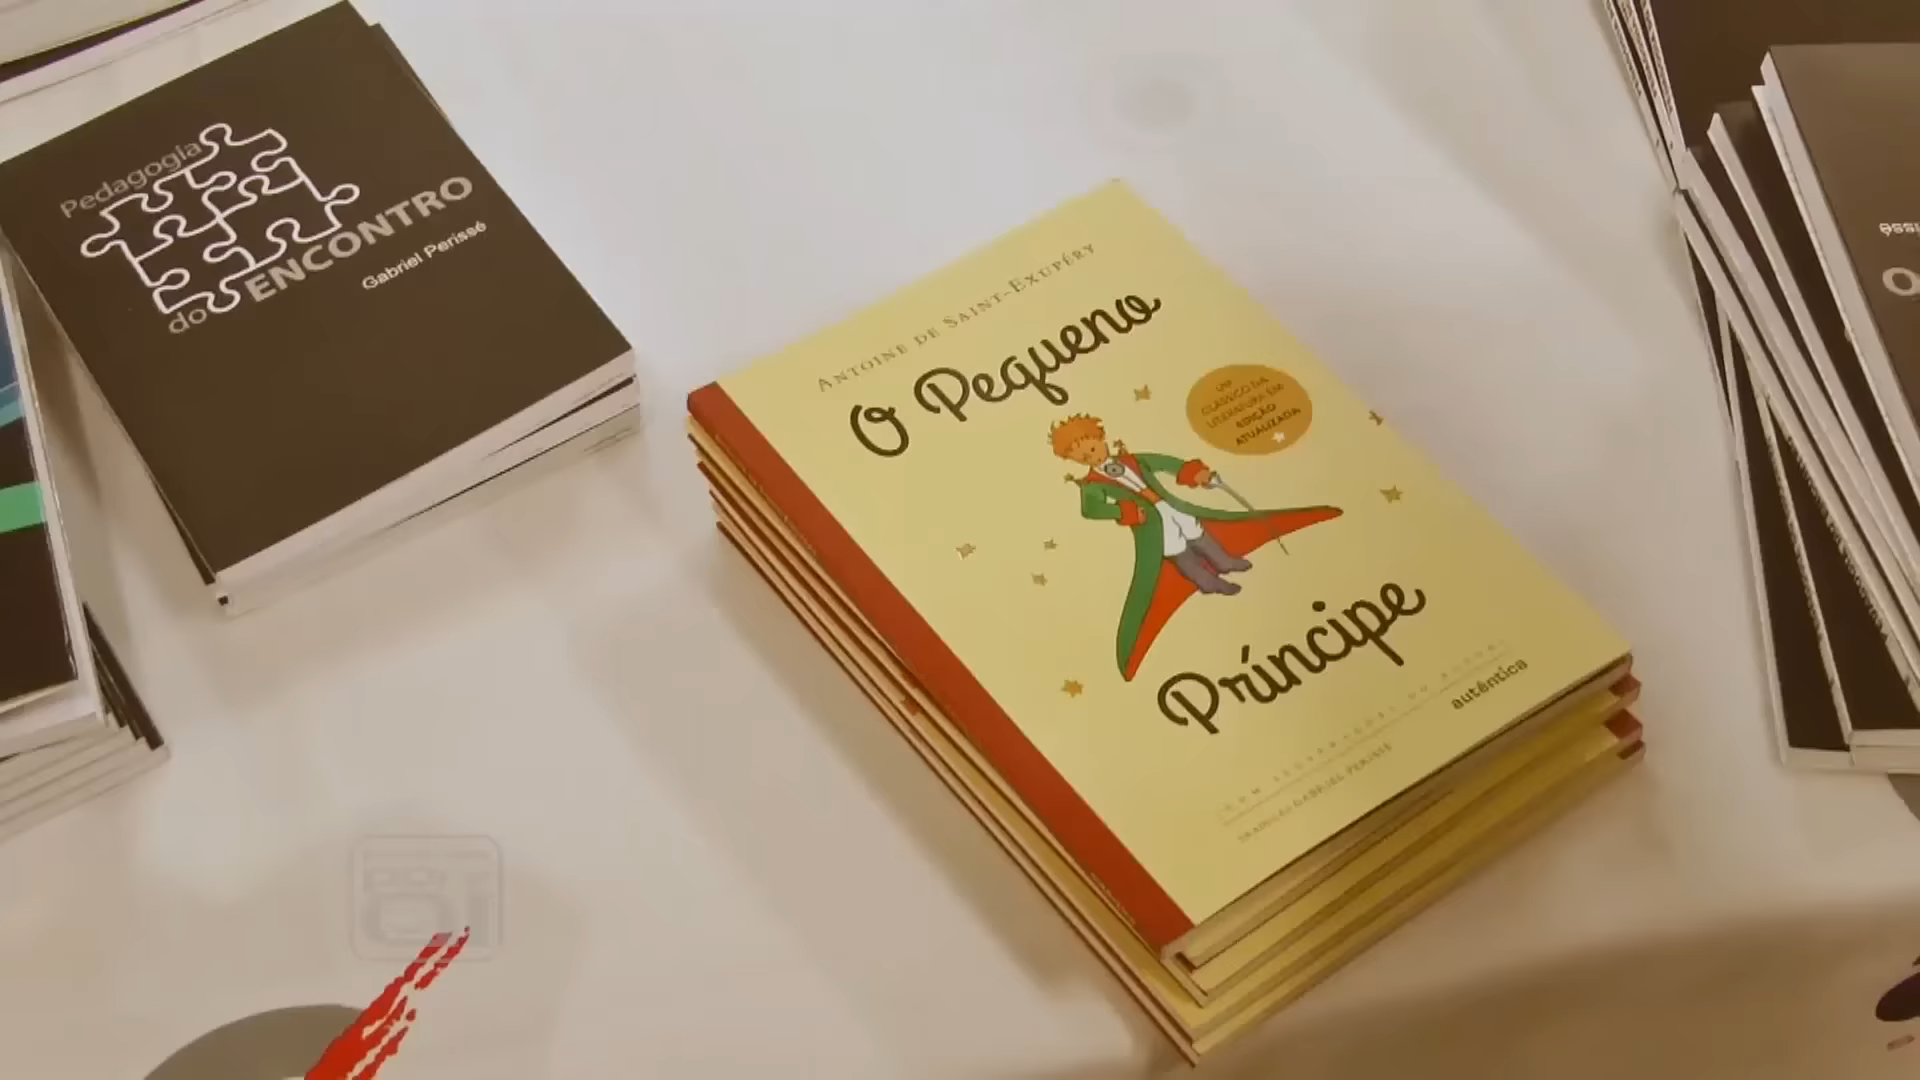 Pedagogia
do ENCONTRO
Gabriel Perissé
ANTOINE DE SAINT-EXUPÉRY
O Pequeno
Príncipe
UM
CLÁSSICO DA
LITERATURA EM
EDIÇÃO
ATUALIZADA
TRADUÇÃO GABRIEL PERISSÉ
autêntica